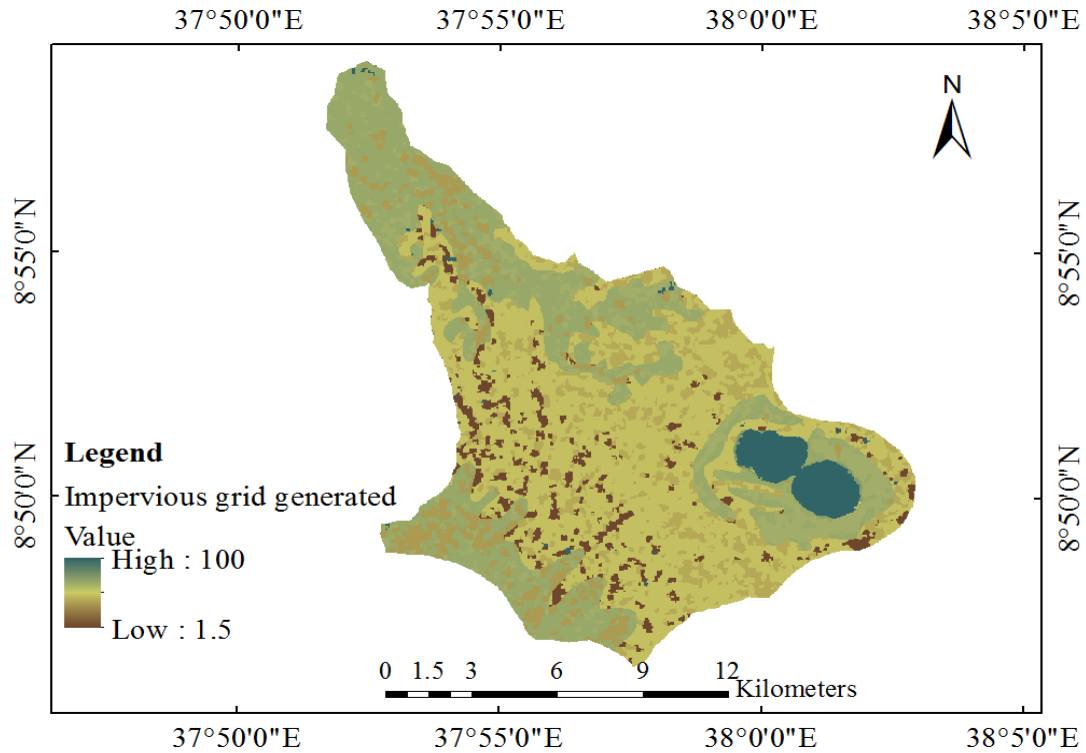 37°50'0"E 37°55'0"E 38°0'0"E 38°5'0"E
N
8°55'0"N 8°55'0"N
8°50'0"N 8°50'0"N
Legend
Impervious grid generated
Value
High : 100
Low : 1.5
0 1.5 3 6 9 12
Kilometers
37°50'0"E 37°55'0"E 38°0'0"E 38°5'0"E